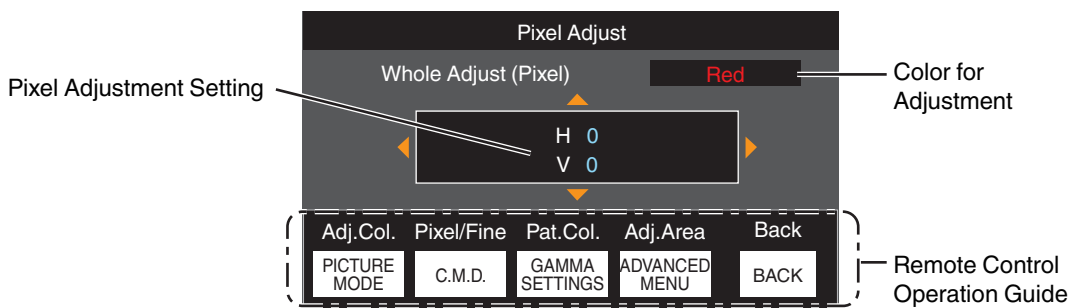 Pixel Adjust
Whole Adjust (Pixel) Red
Pixel Adjustment Setting
Color for
Adjustment
H 0
V 0
Adj.Col. Pixel/Fine Pat.Col. Adj.Area Back
PICTURE
MODE
C.M.D.
GAMMA
SETTINGS
ADVANCED
MENU
BACK
Remote Control
Operation Guide